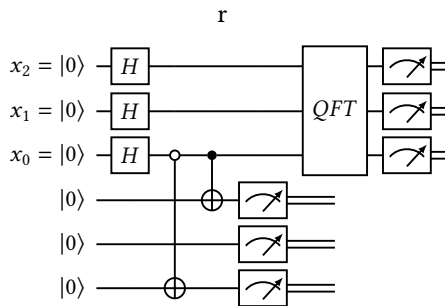 r
x₂ = |0⟩ H
x₁ = |0⟩ H QFT
x₀ = |0⟩ H
|0⟩
|0⟩
|0⟩